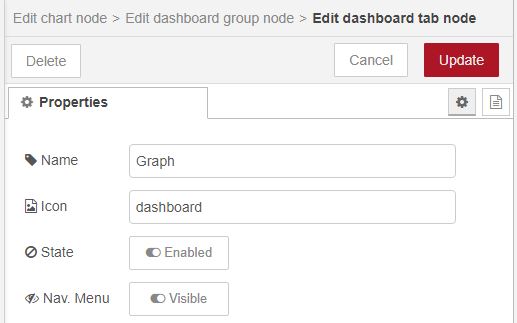 Edit chart node > Edit dashboard group node > Edit dashboard tab node
Delete Cancel Update
Properties
Name Graph
Icon dashboard
State Enabled
Nav. Menu Visible